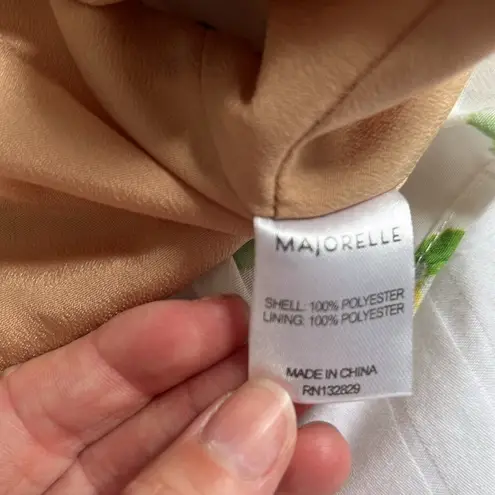 MAJORELLE
SHELL: 100% POLYESTER
LINING: 100% POLYESTER
MADE IN CHINA
RN132829